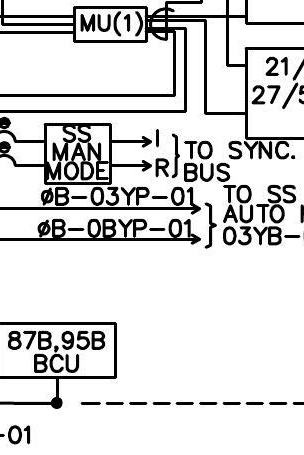 MU(1)
21/
27/5
SS
MAN
MODE
I
R
TO SYNC.
BUS
ØB-03YP-01
ØB-0BYP-01
TO SS
AUTO
03YB-
87B,95B
BCU
-01